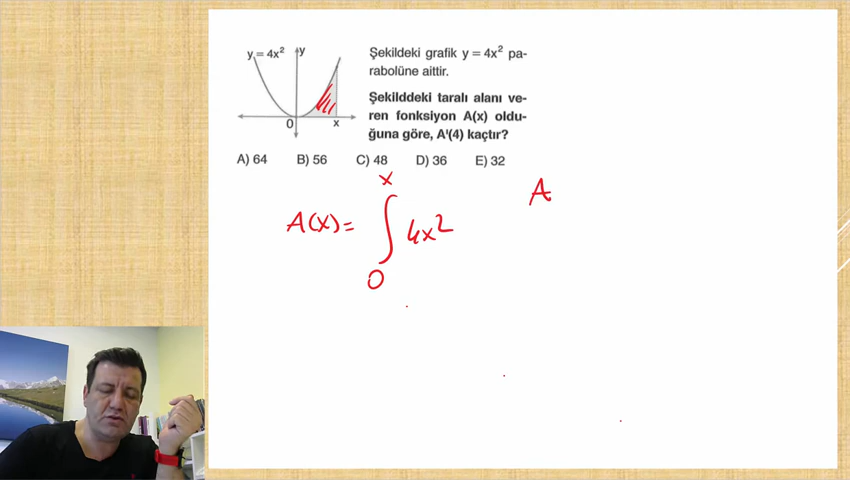 y = 4x²
y
0
x
Şekildeki grafik y = 4x² pa-
rabolüne aittir.
Şekilddeki taralı alanı ve-
ren fonksiyon A(x) oldu-
ğuna göre, A'(4) kaçtır?
A) 64 B) 56 C) 48 D) 36 E) 32
A(x) = ∫₀ˣ 4x²
A